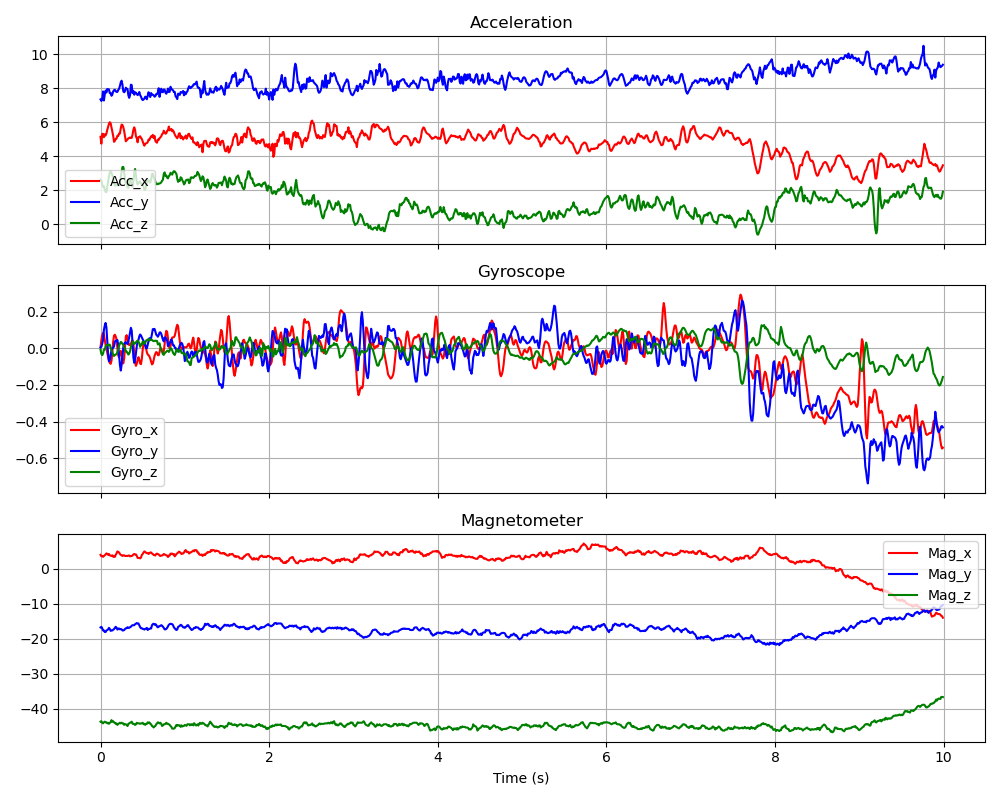 Acceleration
10
8
6
4
2
0
Acc_x
Acc_y
Acc_z
Gyroscope
0.2
0.0
−0.2
−0.4
−0.6
Gyro_x
Gyro_y
Gyro_z
Magnetometer
0
−10
−20
−30
−40
Mag_x
Mag_y
Mag_z
0 2 4 6 8 10
Time (s)